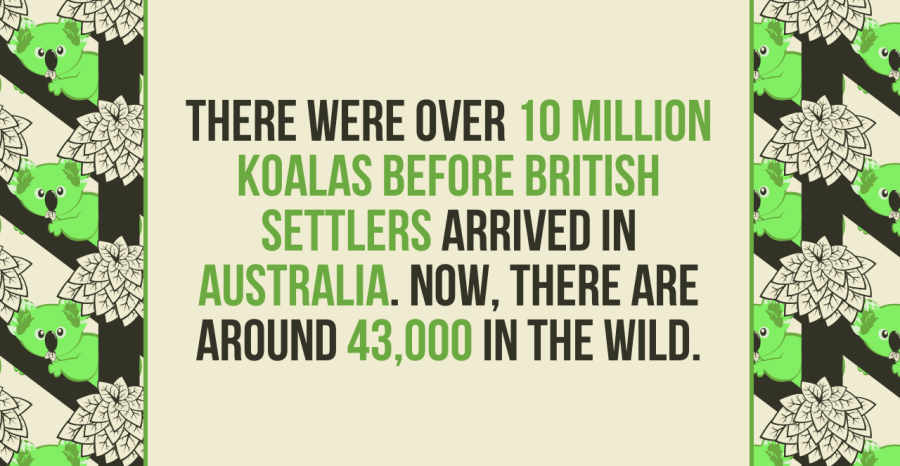 THERE WERE OVER 10 MILLION
KOALAS BEFORE BRITISH
SETTLERS ARRIVED IN
AUSTRALIA. NOW, THERE ARE
AROUND 43,000 IN THE WILD.